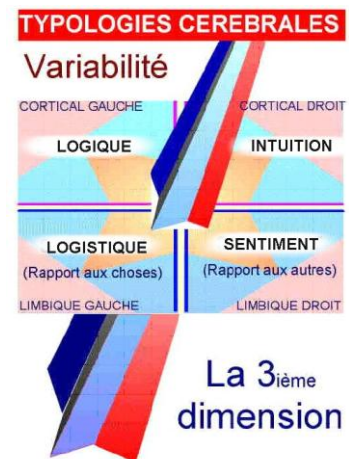 TYPOLOGIES CEREBRALES
Variabilité
CORTICAL GAUCHE CORTICAL DROIT
LOGIQUE INTUITION
LOGISTIQUE SENTIMENT
(Rapport aux choses) (Rapport aux autres)
LIMBIQUE GAUCHE LIMBIQUE DROIT
La 3ième
dimension